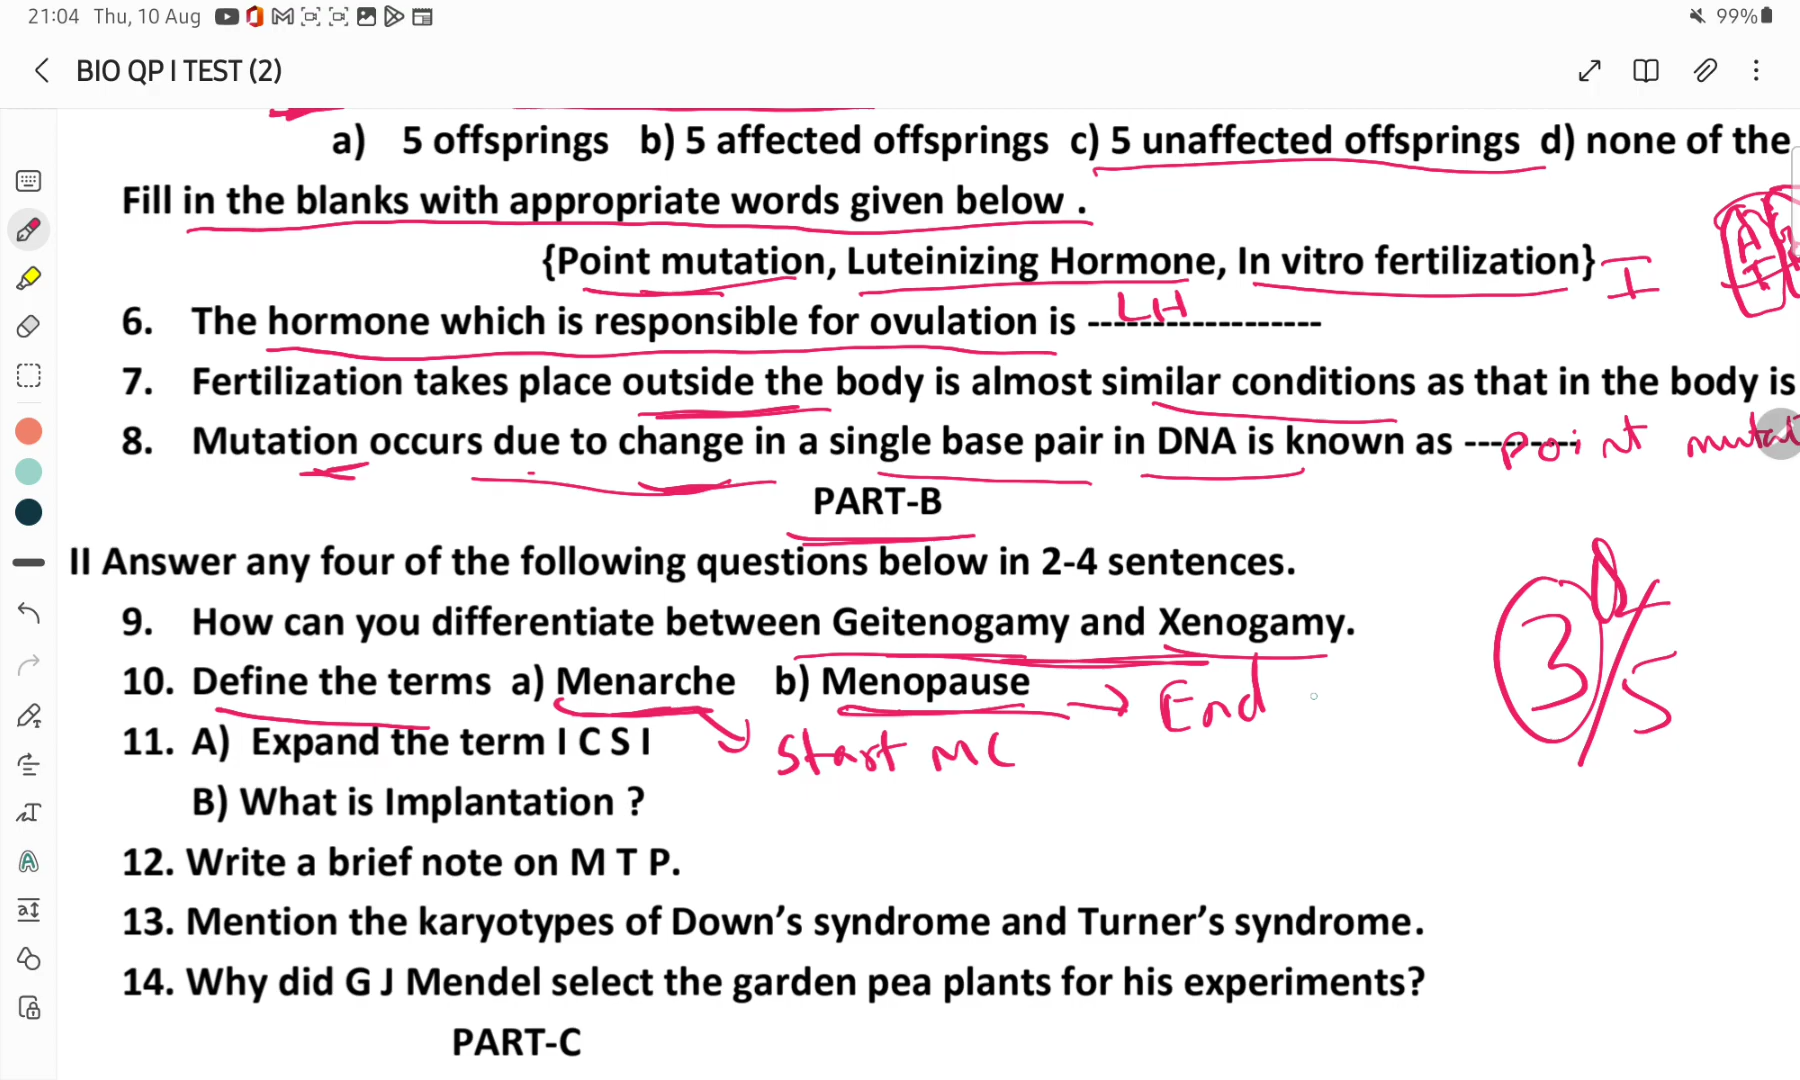 21:04 Thu, 10 Aug
99%
BIO QP I TEST (2)
a) 5 offsprings b) 5 affected offsprings c) 5 unaffected offsprings d) none of the
Fill in the blanks with appropriate words given below .
{Point mutation, Luteinizing Hormone, In vitro fertilization} I
LH
6. The hormone which is responsible for ovulation is ------------------
7. Fertilization takes place outside the body is almost similar conditions as that in the body is
8. Mutation occurs due to change in a single base pair in DNA is known as ---------
Point mutat
PART-B
II Answer any four of the following questions below in 2-4 sentences.
9. How can you differentiate between Geitenogamy and Xenogamy.
3/5
10. Define the terms a) Menarche b) Menopause → End
start MC
11. A) Expand the term I C S I
B) What is Implantation ?
12. Write a brief note on M T P.
13. Mention the karyotypes of Down's syndrome and Turner's syndrome.
14. Why did G J Mendel select the garden pea plants for his experiments?
PART-C